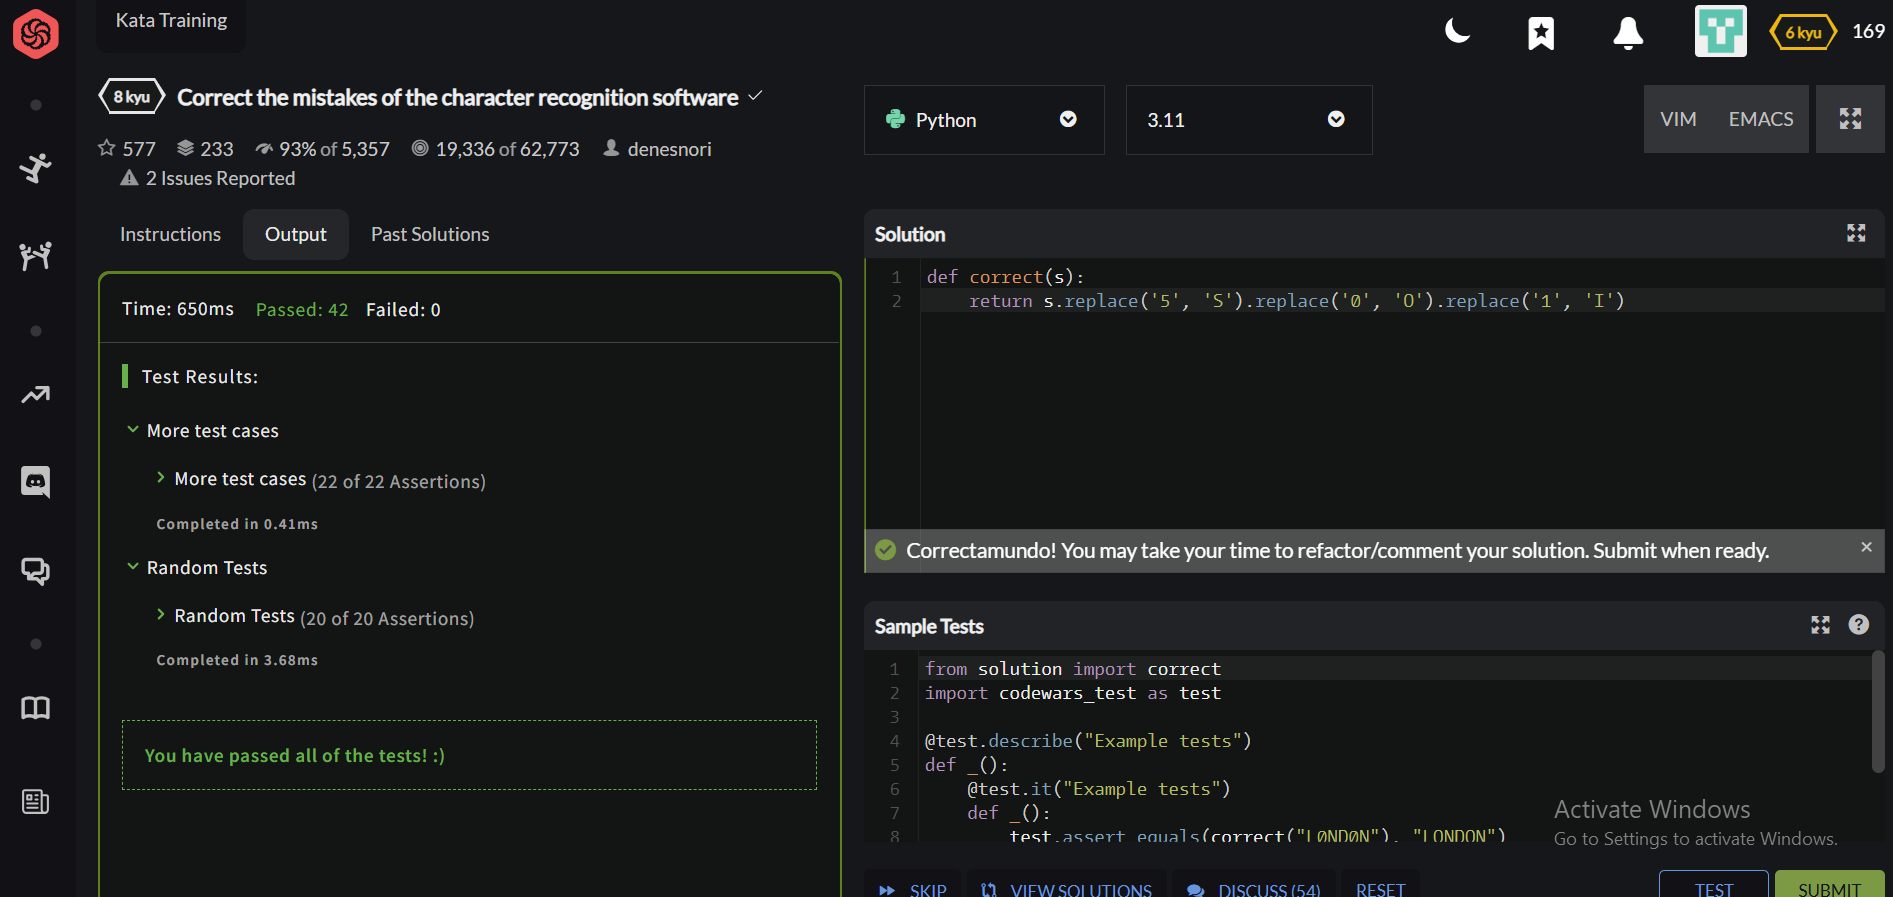 Kata Training
6 kyu
169
8 kyu
Correct the mistakes of the character recognition software
577
233
93% of 5,357
19,336 of 62,773
denesnori
2 Issues Reported
Python
3.11
VIM
EMACS
Instructions
Output
Past Solutions
Time: 650ms Passed: 42 Failed: 0
Test Results:
More test cases
More test cases (22 of 22 Assertions)
Completed in 0.41ms
Random Tests
Random Tests (20 of 20 Assertions)
Completed in 3.68ms
You have passed all of the tests! :)
Solution
1 def correct(s):
2     return s.replace('5', 'S').replace('0', 'O').replace('1', 'I')
Correctamundo! You may take your time to refactor/comment your solution. Submit when ready.
Sample Tests
1 from solution import correct
2 import codewars_test as test
3
4 @test.describe("Example tests")
5 def _():
6     @test.it("Example tests")
7     def _():
8         test.assert_equals(correct("L0ND0N"), "LONDON")
Activate Windows
Go to Settings to activate Windows.
SKIP
VIEW SOLUTIONS
DISCUSS (54)
RESET
TEST
SUBMIT